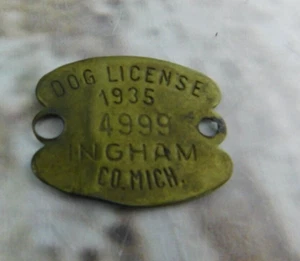 DOG LICENSE
1935
4999
INGHAM
CO. MICH.